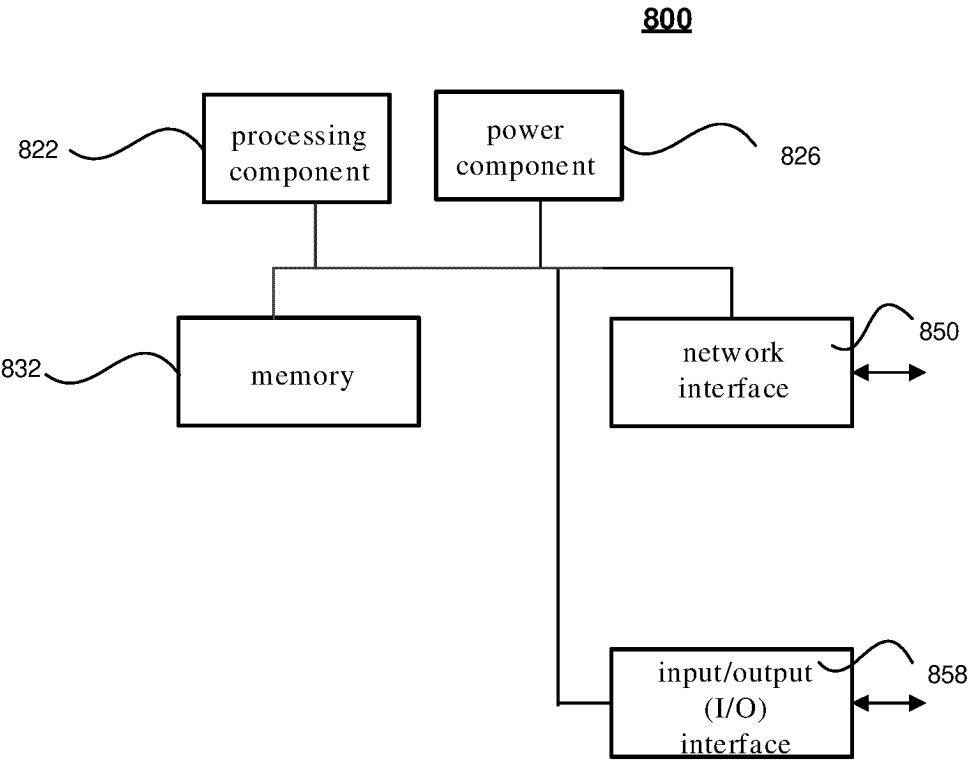 800
822
processing
component
power
component
826
832
memory
network
interface
850
input/output
(I/O)
interface
858